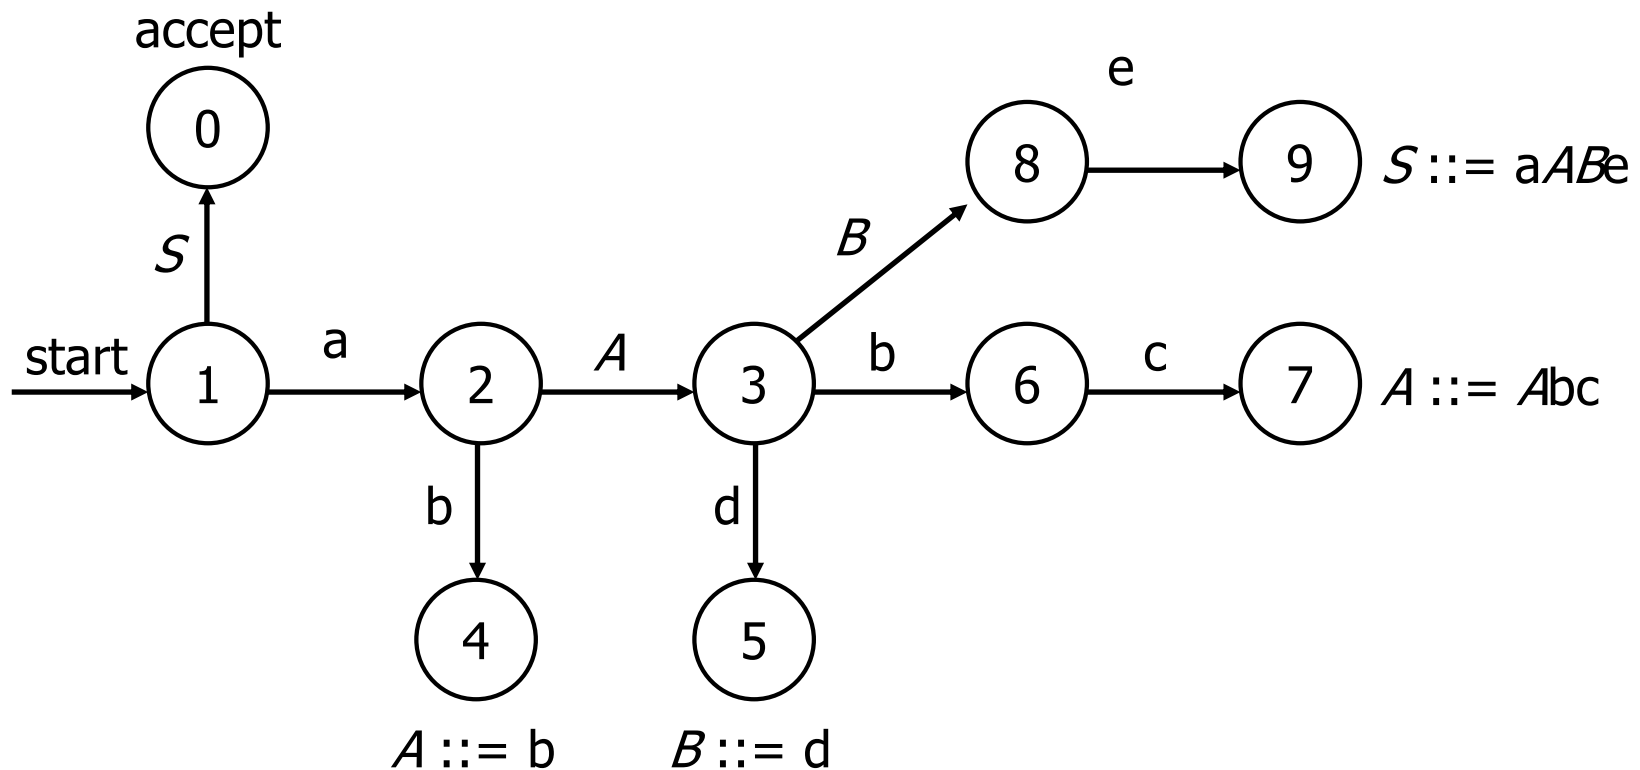 accept
0
e
8
9
S ::= aABe
B
S
start
1
a
2
A
3
b
6
c
7
A ::= Abc
b
d
4
5
A ::= b
B ::= d